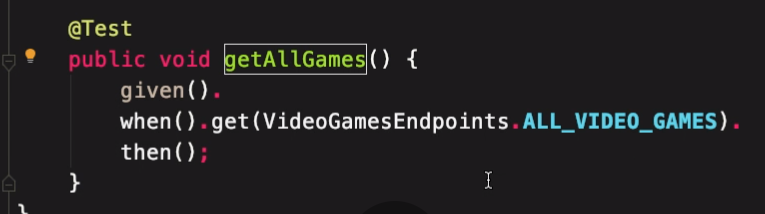 @Test
public void getAllGames() {
given().
when().get(VideoGamesEndpoints.ALL_VIDEO_GAMES).
then();
}
}